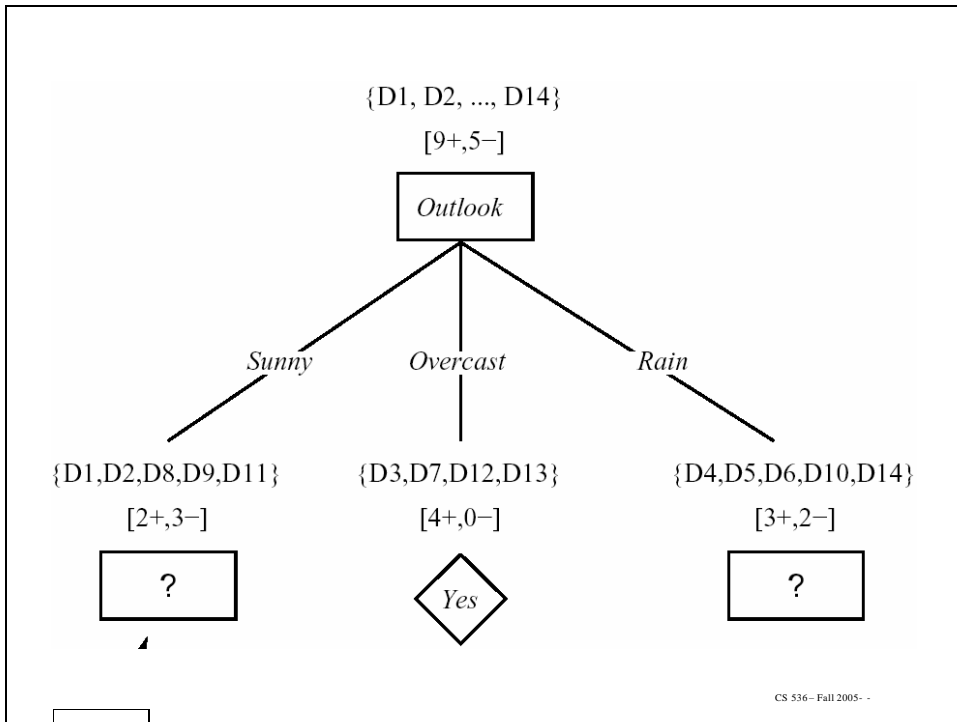 {D1, D2, ..., D14}
[9+,5−]
Outlook
Sunny Overcast Rain
{D1,D2,D8,D9,D11} {D3,D7,D12,D13} {D4,D5,D6,D10,D14}
[2+,3−] [4+,0−] [3+,2−]
? Yes ?
CS 536 – Fall 2005- -